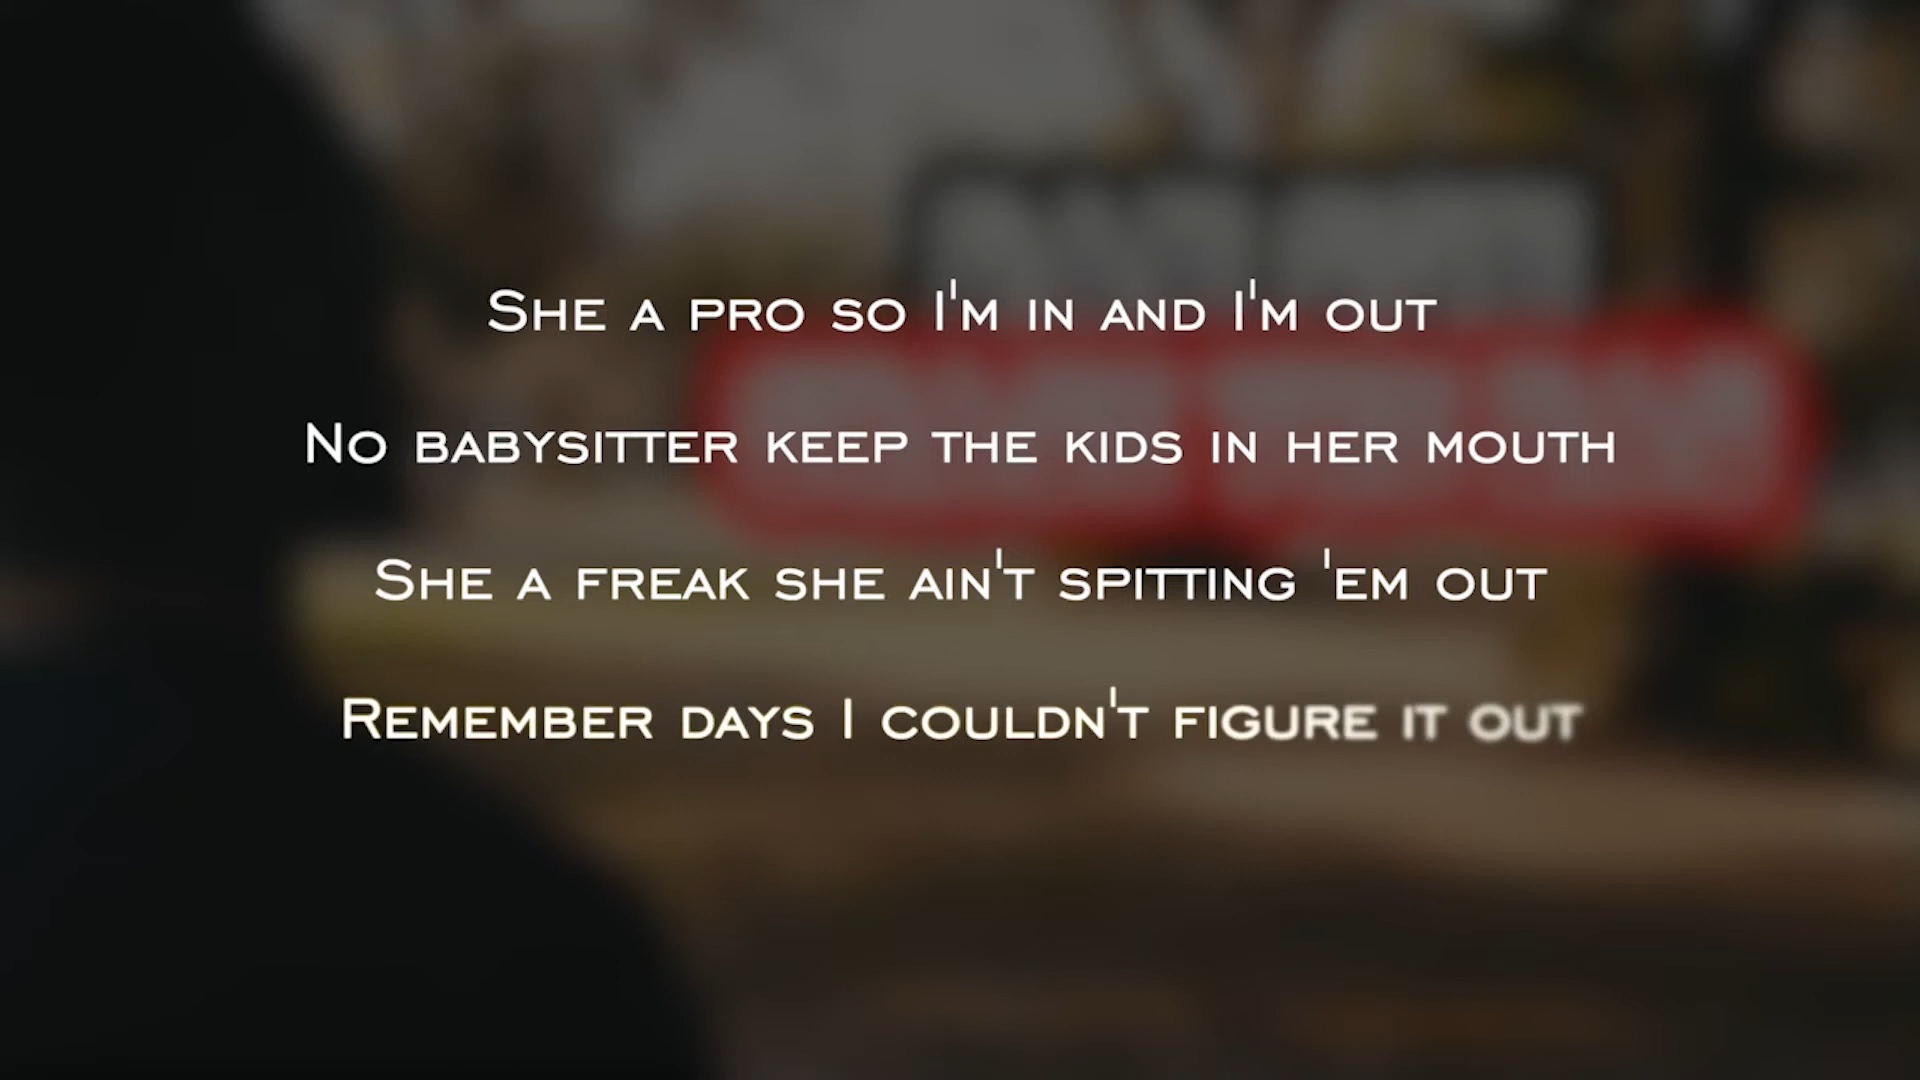 She a pro so I'm in and I'm out
No babysitter keep the kids in her mouth
She a freak she ain't spitting 'em out
Remember days I couldn't figure it out